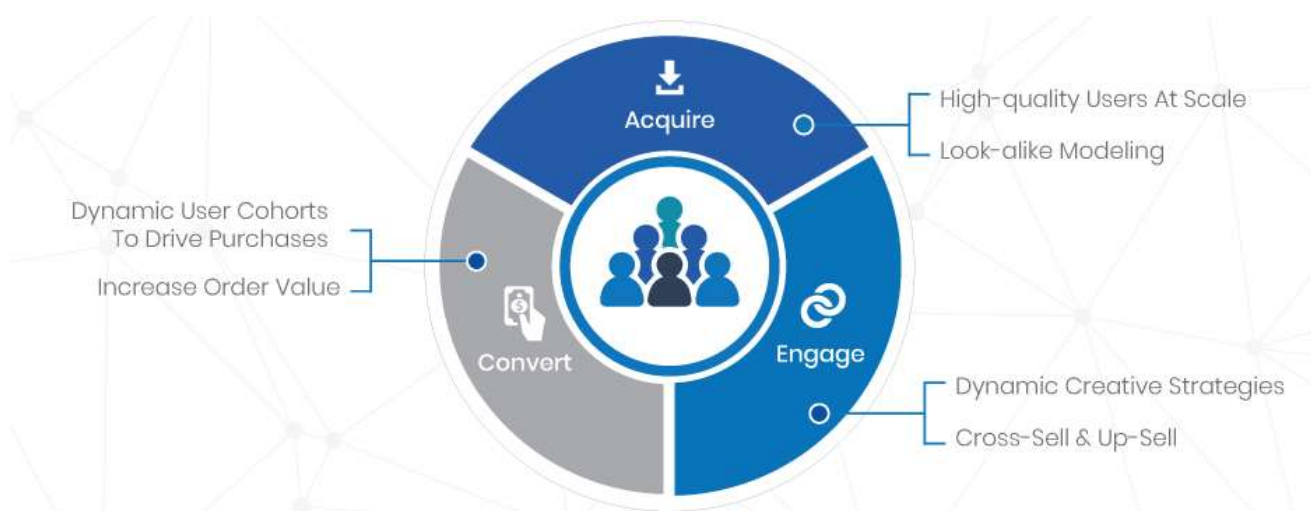 Acquire
High-quality Users At Scale
Look-alike Modeling
Dynamic User Cohorts
To Drive Purchases
Increase Order Value
$
Convert
Engage
Dynamic Creative Strategies
Cross-Sell & Up-Sell